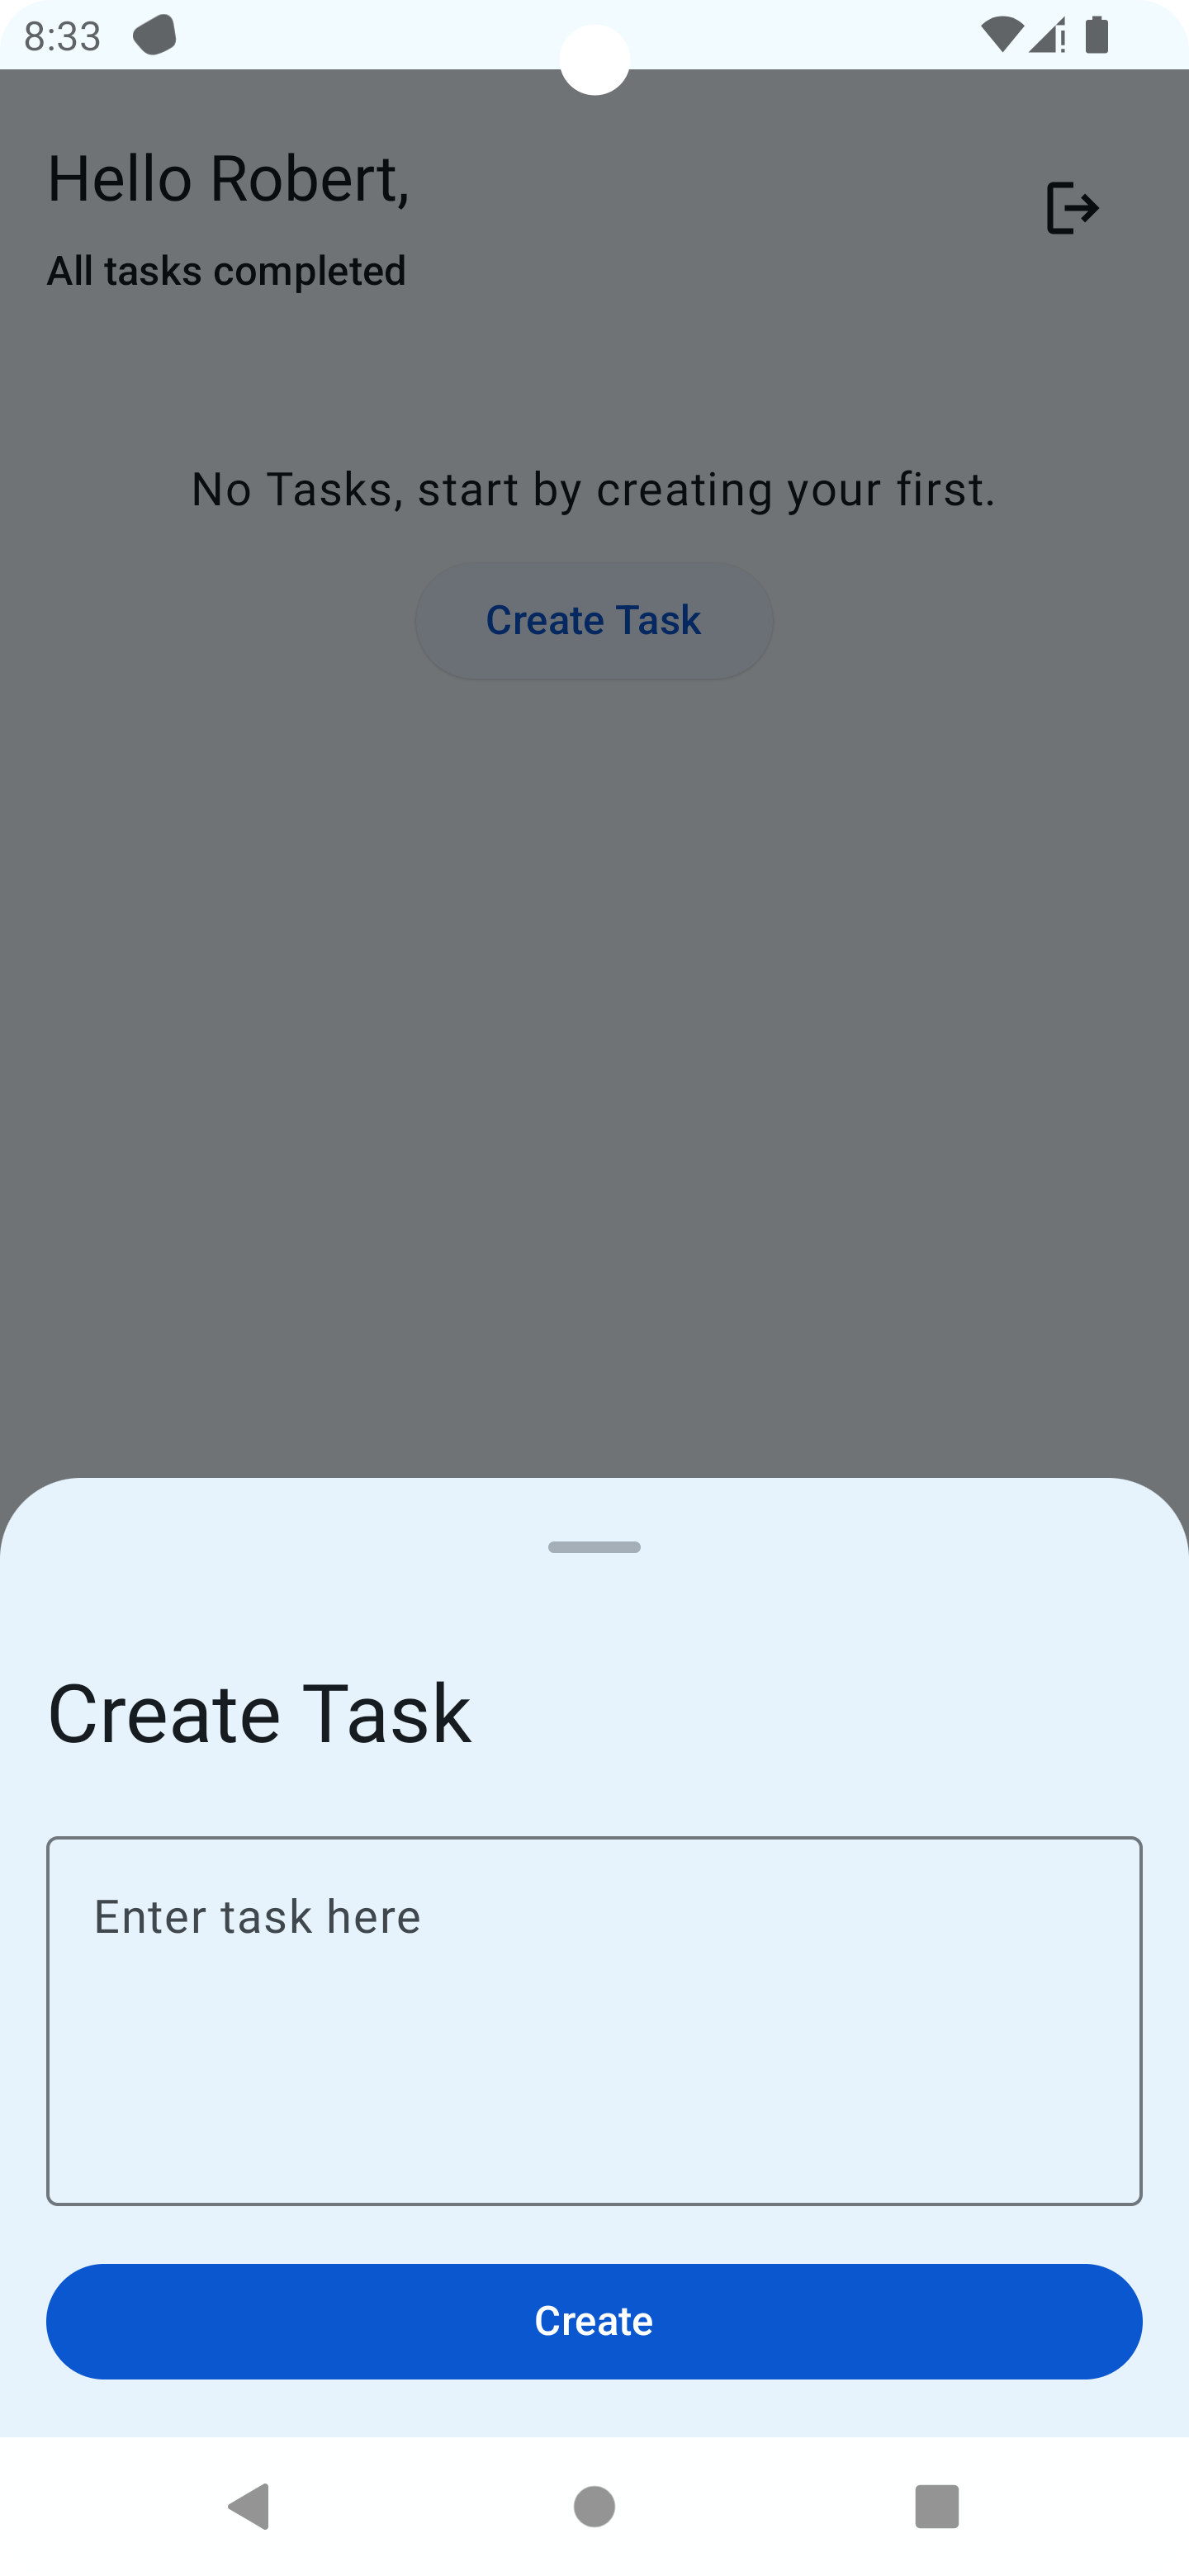 8:33
Hello Robert,
All tasks completed
No Tasks, start by creating your first.
Create Task
Create Task
Enter task here
Create